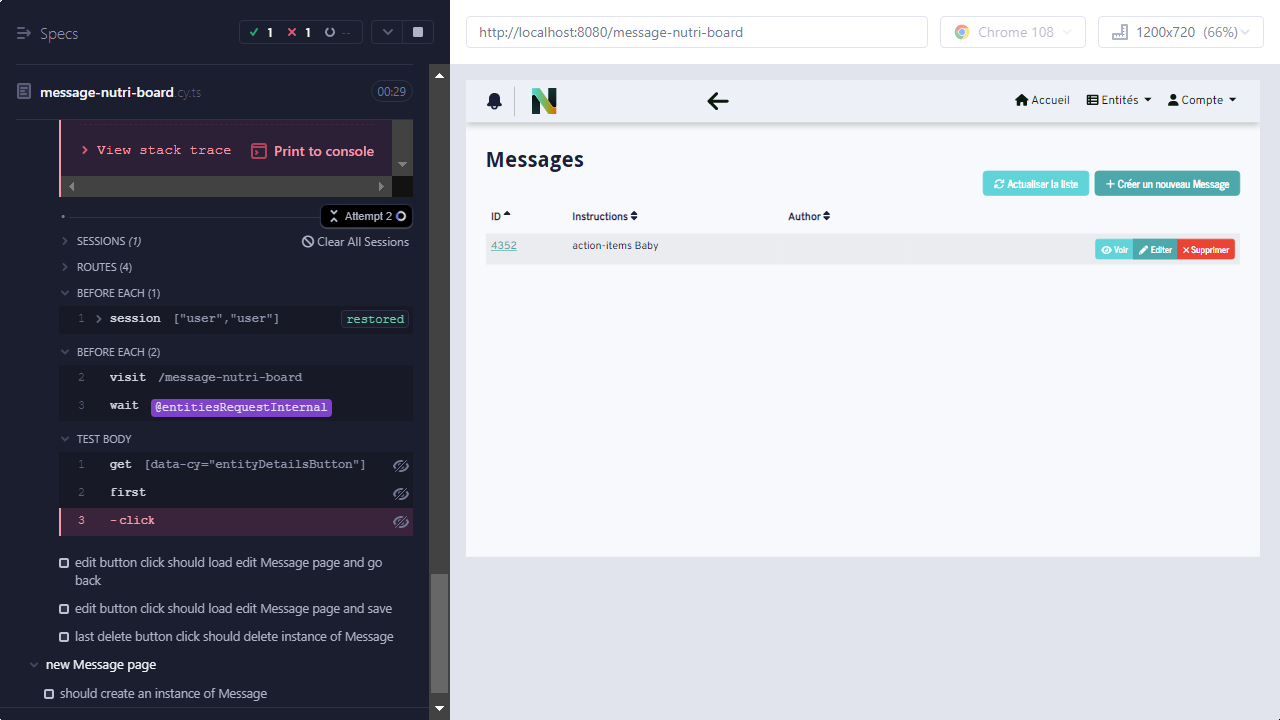 Specs
1
1
--
message-nutri-board.cy.ts
00:29
View stack trace
Print to console
Attempt 2
SESSIONS (1)
Clear All Sessions
ROUTES (4)
BEFORE EACH (1)
1 session ["user","user"] restored
BEFORE EACH (2)
2 visit /message-nutri-board
3 wait @entitiesRequestInternal
TEST BODY
1 get [data-cy="entityDetailsButton"]
2 first
3 -click
edit button click should load edit Message page and go
back
edit button click should load edit Message page and save
last delete button click should delete instance of Message
new Message page
should create an instance of Message
http://localhost:8080/message-nutri-board
Chrome 108
1200x720 (66%)
Accueil
Entités
Compte
Messages
Actualiser la liste
Créer un nouveau Message
ID
Instructions
Author
4352
action-items Baby
Voir
Editer
Supprimer